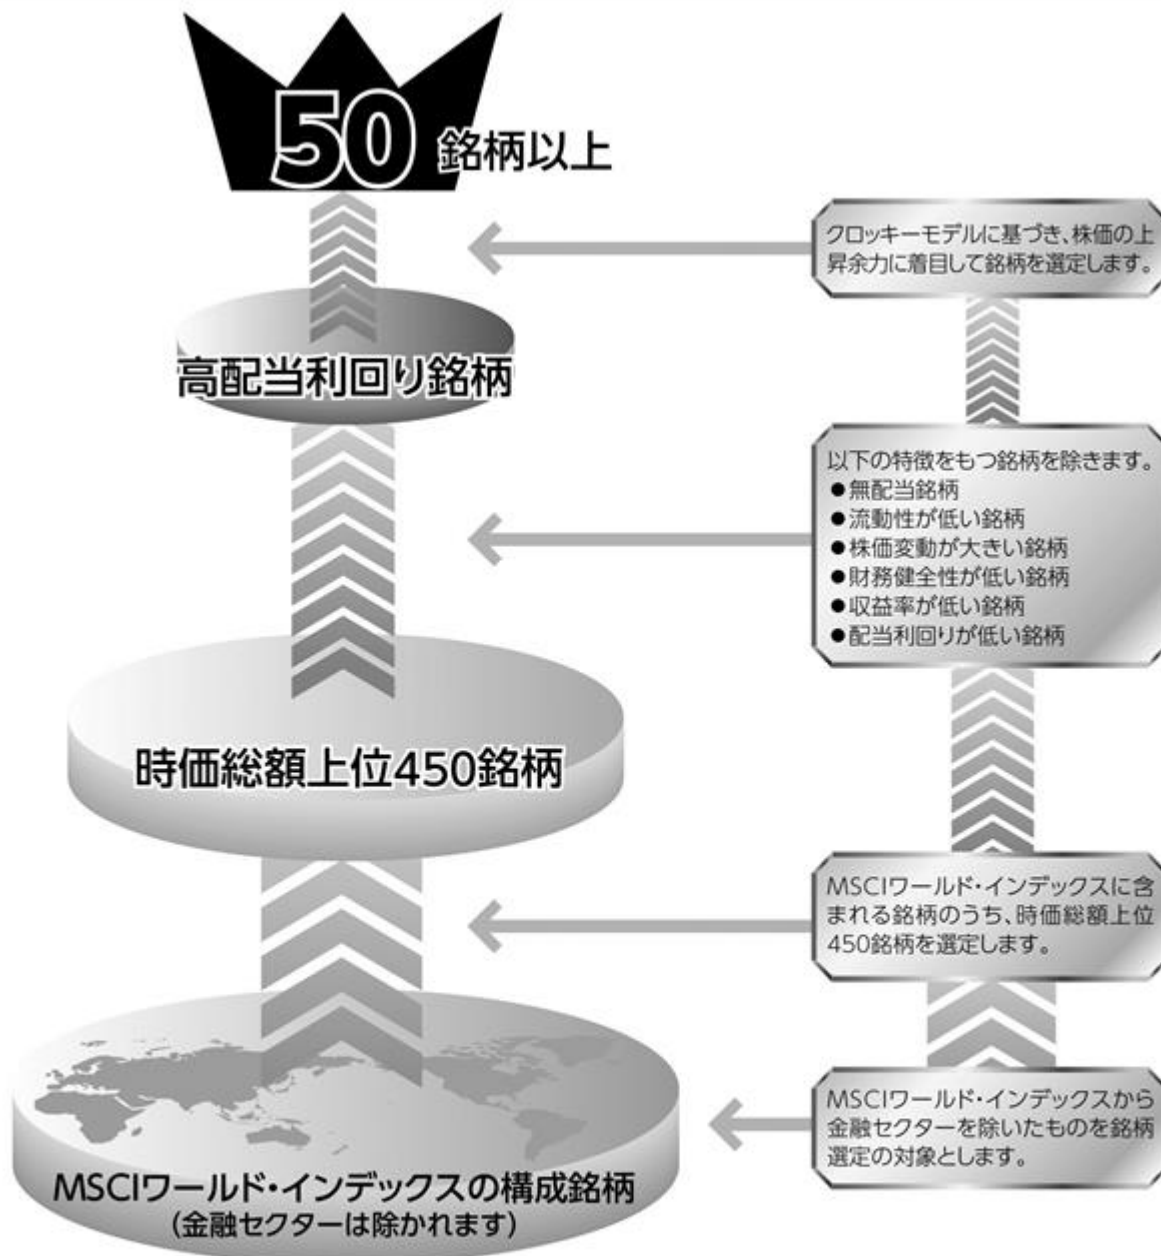 50 銘柄以上
クロッキーモデルに基づき、株価の上
昇余力に着目して銘柄を選定します。
高配当利回り銘柄
以下の特徴をもつ銘柄を除きます。
●無配当銘柄
●流動性が低い銘柄
●株価変動が大きい銘柄
●財務健全性が低い銘柄
●収益率が低い銘柄
●配当利回りが低い銘柄
時価総額上位450銘柄
MSCIワールド・インデックスに含
まれる銘柄のうち、時価総額上位
450銘柄を選定します。
MSCIワールド・インデックスから
金融セクターを除いたものを銘柄
選定の対象とします。
MSCIワールド・インデックスの構成銘柄
(金融セクターは除かれます)